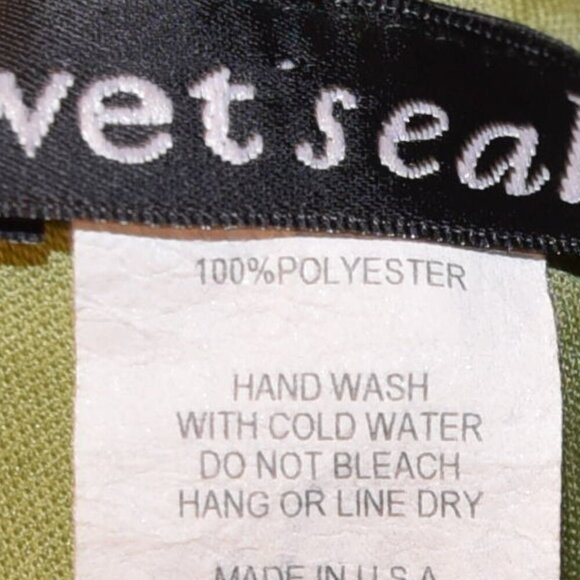 wet seal
100%POLYESTER
HAND WASH
WITH COLD WATER
DO NOT BLEACH
HANG OR LINE DRY
MADE IN U.S.A